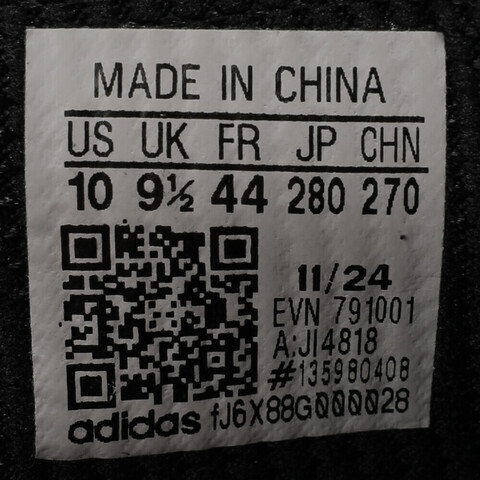 MADE IN CHINA
US UK FR JP CHN
10 9½ 44 280 270
11/24
EVN 791001
A:JI4818
#135980408
adidas fJ6X88G000028